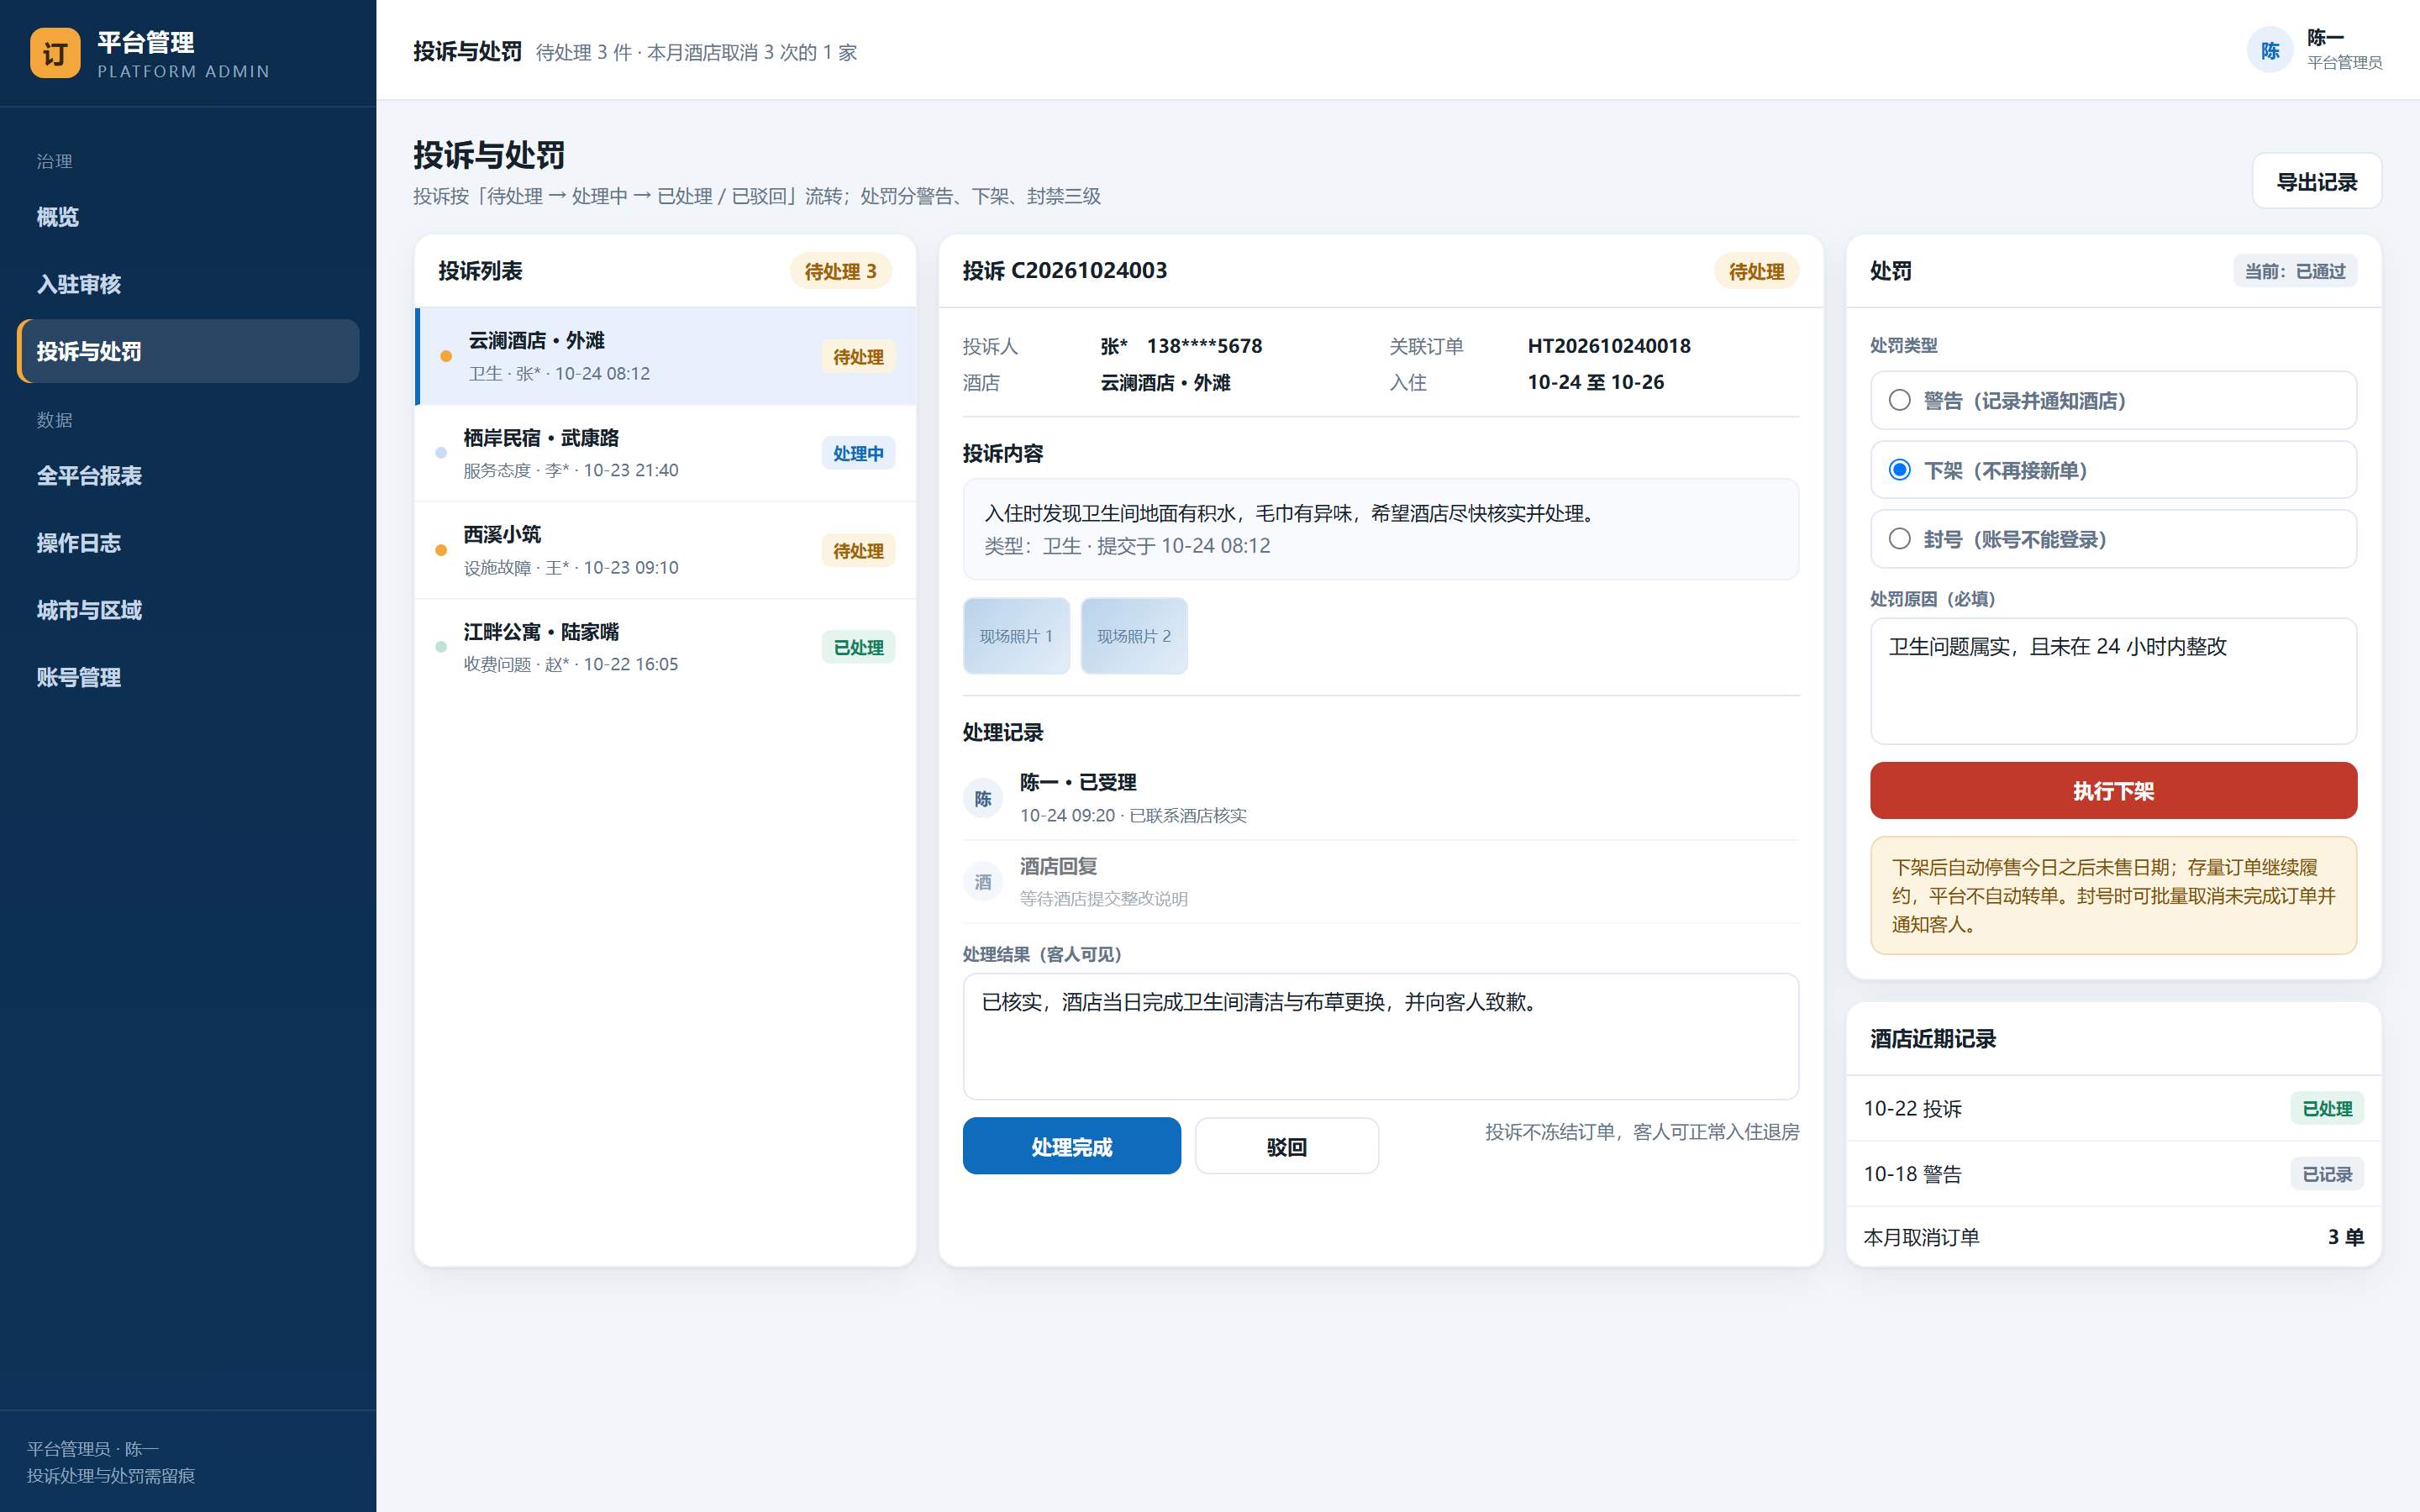 订
平台管理
PLATFORM ADMIN
治理
概览
入驻审核
投诉与处罚
数据
全平台报表
操作日志
城市与区域
账号管理
平台管理员 · 陈一
投诉处理与处罚需留痕
投诉与处罚 待处理 3 件 · 本月酒店取消 3 次的 1 家
陈
陈一
平台管理员
投诉与处罚
投诉按「待处理 → 处理中 → 已处理 / 已驳回」流转；处罚分警告、下架、封禁三级
导出记录
投诉列表
待处理 3
云澜酒店 • 外滩
卫生 · 张* · 10-24 08:12
待处理
栖岸民宿 • 武康路
服务态度 · 李* · 10-23 21:40
处理中
西溪小筑
设施故障 · 王* · 10-23 09:10
待处理
江畔公寓 • 陆家嘴
收费问题 · 赵* · 10-22 16:05
已处理
投诉 C20261024003
待处理
投诉人 张* 138****5678 关联订单 HT202610240018
酒店 云澜酒店 • 外滩 入住 10-24 至 10-26
投诉内容
入住时发现卫生间地面有积水，毛巾有异味，希望酒店尽快核实并处理。
类型：卫生 · 提交于 10-24 08:12
现场照片 1
现场照片 2
处理记录
陈
陈一 • 已受理
10-24 09:20 · 已联系酒店核实
酒
酒店回复
等待酒店提交整改说明
处理结果（客人可见）
已核实，酒店当日完成卫生间清洁与布草更换，并向客人致歉。
处理完成
驳回
投诉不冻结订单，客人可正常入住退房
处罚
当前：已通过
处罚类型
警告（记录并通知酒店）
下架（不再接新单）
封号（账号不能登录）
处罚原因（必填）
卫生问题属实，且未在 24 小时内整改
执行下架
下架后自动停售今日之后未售日期；存量订单继续履
约，平台不自动转单。封号时可批量取消未完成订单并
通知客人。
酒店近期记录
10-22 投诉
已处理
10-18 警告
已记录
本月取消订单
3 单